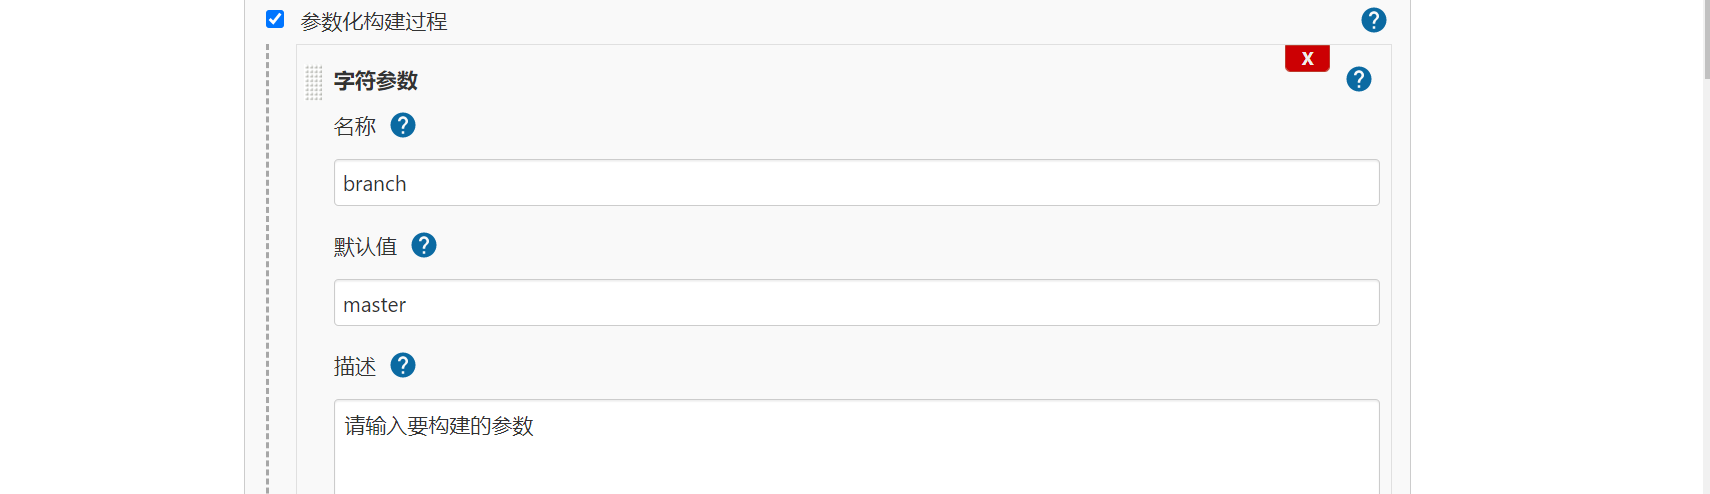 参数化构建过程
?
X
字符参数
?
名称 ?
branch
默认值 ?
master
描述 ?
请输入要构建的参数